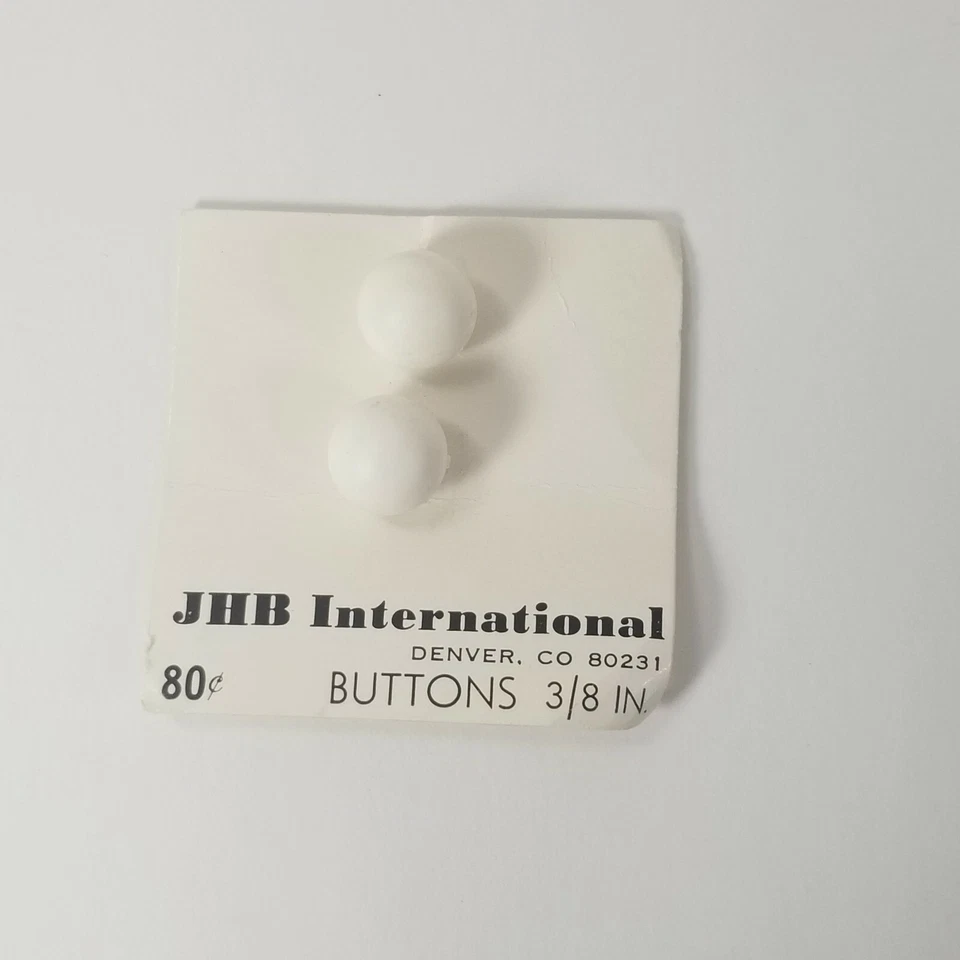 JHB International
DENVER, CO 80231
80¢ BUTTONS 3/8 IN.